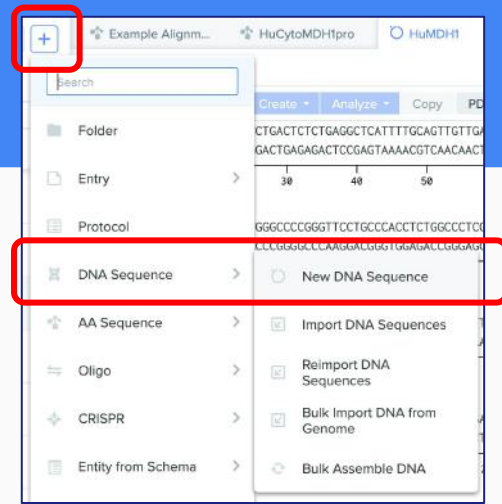 + Example Alignm... HuCytoMDH1pro HuMDH1
Search
Create Analyze Copy
Folder
CTGACTCTCTGAGGCTCATTTTGCAGTTGTTGA
GACTGAGAGACTCCGAGTAAAACGTCAACAACT
Entry
30 40 50
Protocol
GGGCCCCGGGTTCCTGCCCACCTCTGGCCCTCC
DNA Sequence
New DNA Sequence
AA Sequence
Import DNA Sequences
Oligo
Reimport DNA
Sequences
CRISPR
Bulk Import DNA from
Genome
Entity from Schema
Bulk Assemble DNA